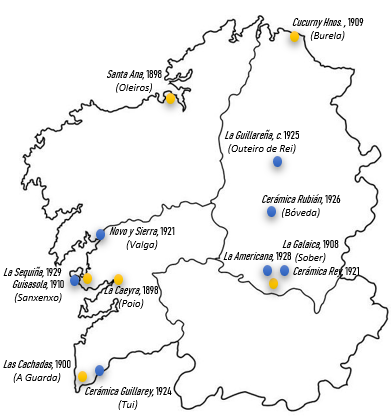 Cucurny Hnos. , 1909
(Burela)
Santa Ana, 1898
(Oleiros)
La Guillareña, c. 1925
(Outeiro de Rei)
Cerámica Rubián, 1926
(Bóveda)
Novo y Sierra, 1921
(Valga)
La Galaica, 1908
(Sober)
La Americana, 1928
Cerámica Rey, 1921
La Sequiña, 1929
Guisasola, 1910
(Sanxenxo)
La Caeyra, 1898
(Poio)
Las Cachadas, 1900
(A Guarda)
Cerámica Guillarey, 1924
(Tui)